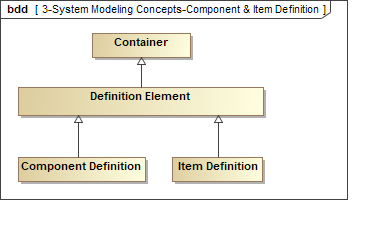 bdd [ 3-System Modeling Concepts-Component & Item Definition ]
Container
Definition Element
Component Definition
Item Definition